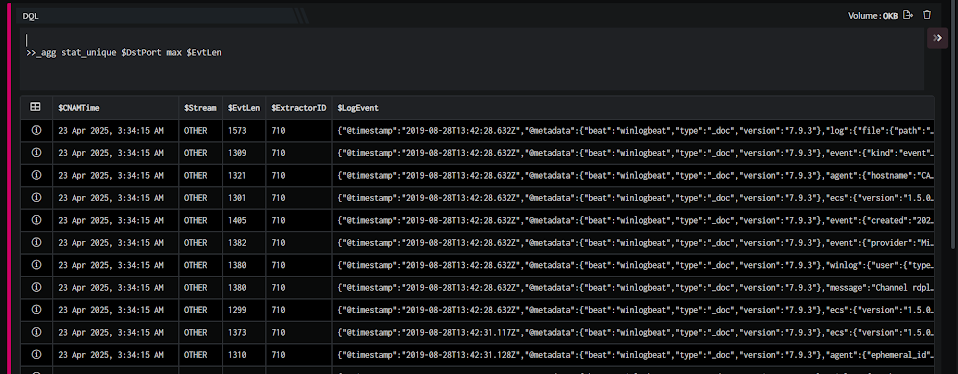 DQL Volume : 0KB
>>_agg stat_unique $DstPort max $EvtLen
$CNAMTime $Stream $EvtLen $ExtractorID $LogEvent
23 Apr 2025, 3:34:15 AM OTHER 1573 710 {"@timestamp":"2019-08-28T13:42:28.632Z","@metadata":{"beat":"winlogbeat","type":"_doc","version":"7.9.3"},"log":{"file":{"path":"…
23 Apr 2025, 3:34:15 AM OTHER 1309 710 {"@timestamp":"2019-08-28T13:42:28.632Z","@metadata":{"beat":"winlogbeat","type":"_doc","version":"7.9.3"},"event":{"kind":"event"…
23 Apr 2025, 3:34:15 AM OTHER 1321 710 {"@timestamp":"2019-08-28T13:42:28.632Z","@metadata":{"beat":"winlogbeat","type":"_doc","version":"7.9.3"},"agent":{"hostname":"CA…
23 Apr 2025, 3:34:15 AM OTHER 1301 710 {"@timestamp":"2019-08-28T13:42:28.632Z","@metadata":{"beat":"winlogbeat","type":"_doc","version":"7.9.3"},"ecs":{"version":"1.5.0…
23 Apr 2025, 3:34:15 AM OTHER 1405 710 {"@timestamp":"2019-08-28T13:42:28.632Z","@metadata":{"beat":"winlogbeat","type":"_doc","version":"7.9.3"},"event":{"created":"202…
23 Apr 2025, 3:34:15 AM OTHER 1382 710 {"@timestamp":"2019-08-28T13:42:28.632Z","@metadata":{"beat":"winlogbeat","type":"_doc","version":"7.9.3"},"event":{"provider":"Mi…
23 Apr 2025, 3:34:15 AM OTHER 1380 710 {"@timestamp":"2019-08-28T13:42:28.632Z","@metadata":{"beat":"winlogbeat","type":"_doc","version":"7.9.3"},"winlog":{"user":{"type…
23 Apr 2025, 3:34:15 AM OTHER 1380 710 {"@timestamp":"2019-08-28T13:42:28.632Z","@metadata":{"beat":"winlogbeat","type":"_doc","version":"7.9.3"},"message":"Channel rdpl…
23 Apr 2025, 3:34:15 AM OTHER 1299 710 {"@timestamp":"2019-08-28T13:42:28.632Z","@metadata":{"beat":"winlogbeat","type":"_doc","version":"7.9.3"},"ecs":{"version":"1.5.0…
23 Apr 2025, 3:34:15 AM OTHER 1373 710 {"@timestamp":"2019-08-28T13:42:31.117Z","@metadata":{"beat":"winlogbeat","type":"_doc","version":"7.9.3"},"ecs":{"version":"1.5.0…
23 Apr 2025, 3:34:15 AM OTHER 1310 710 {"@timestamp":"2019-08-28T13:42:31.128Z","@metadata":{"beat":"winlogbeat","type":"_doc","version":"7.9.3"},"agent":{"ephemeral_id"…